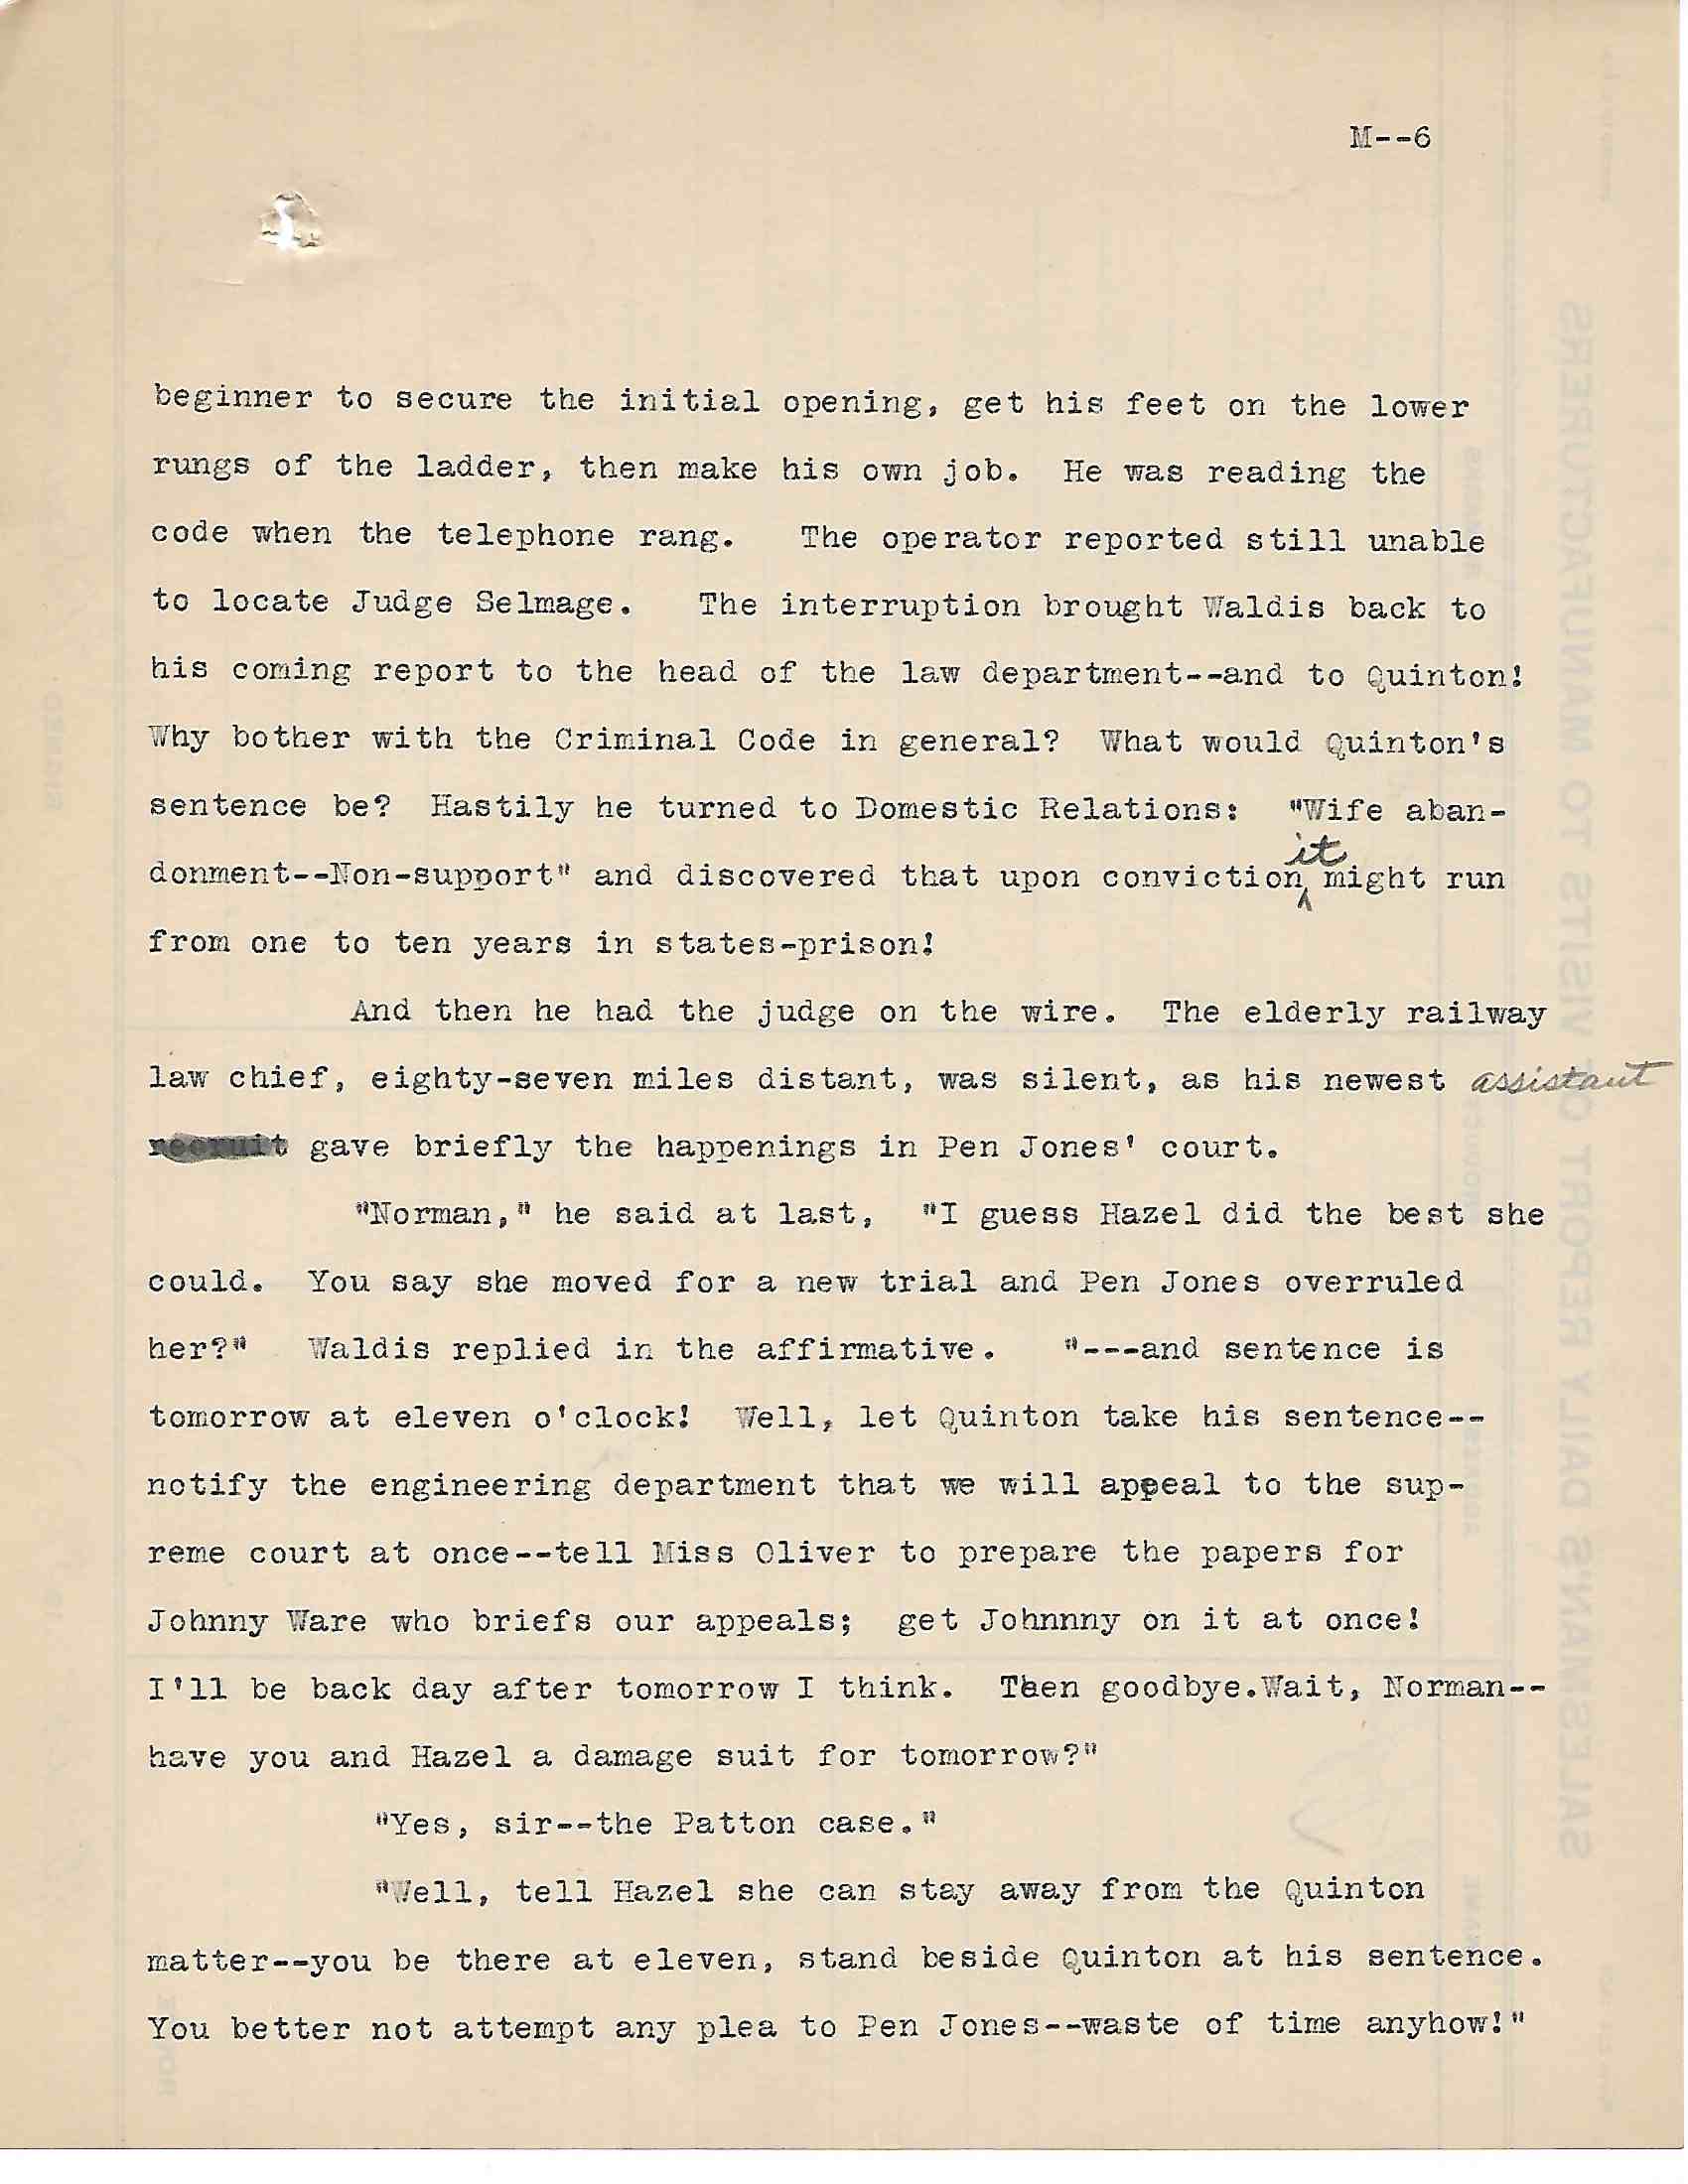 M--6
beginner to secure the initial opening, get his feet on the lower
rungs of the ladder, then make his own job.  He was reading the
code when the telephone rang.   The operator reported still unable
to locate Judge Selmage.   The interruption brought Waldis back to
his coming report to the head of the law department--and to Quinton!
Why bother with the Criminal Code in general?  What would Quinton's
sentence be?  Hastily he turned to Domestic Relations:  "Wife aban-
donment--Non-support" and discovered that upon conviction it might run
from one to ten years in states-prison!
And then he had the judge on the wire.  The elderly railway
law chief, eighty-seven miles distant, was silent, as his newest assistant
recruit gave briefly the happenings in Pen Jones' court.
"Norman," he said at last,  "I guess Hazel did the best she
could.  You say she moved for a new trial and Pen Jones overruled
her?"   Waldis replied in the affirmative.   "---and sentence is
tomorrow at eleven o'clock!  Well, let Quinton take his sentence--
notify the engineering department that we will appeal to the sup-
reme court at once--tell Miss Oliver to prepare the papers for
Johnny Ware who briefs our appeals;  get Johnnny on it at once!
I'll be back day after tomorrow I think.  Then goodbye.Wait, Norman--
have you and Hazel a damage suit for tomorrow?"
"Yes, sir--the Patton case."
"Well, tell Hazel she can stay away from the Quinton
matter--you be there at eleven, stand beside Quinton at his sentence.
You better not attempt any plea to Pen Jones--waste of time anyhow!"
SALESMAN'S DAILY REPORT OF VISITS TO MANUFACTURERS